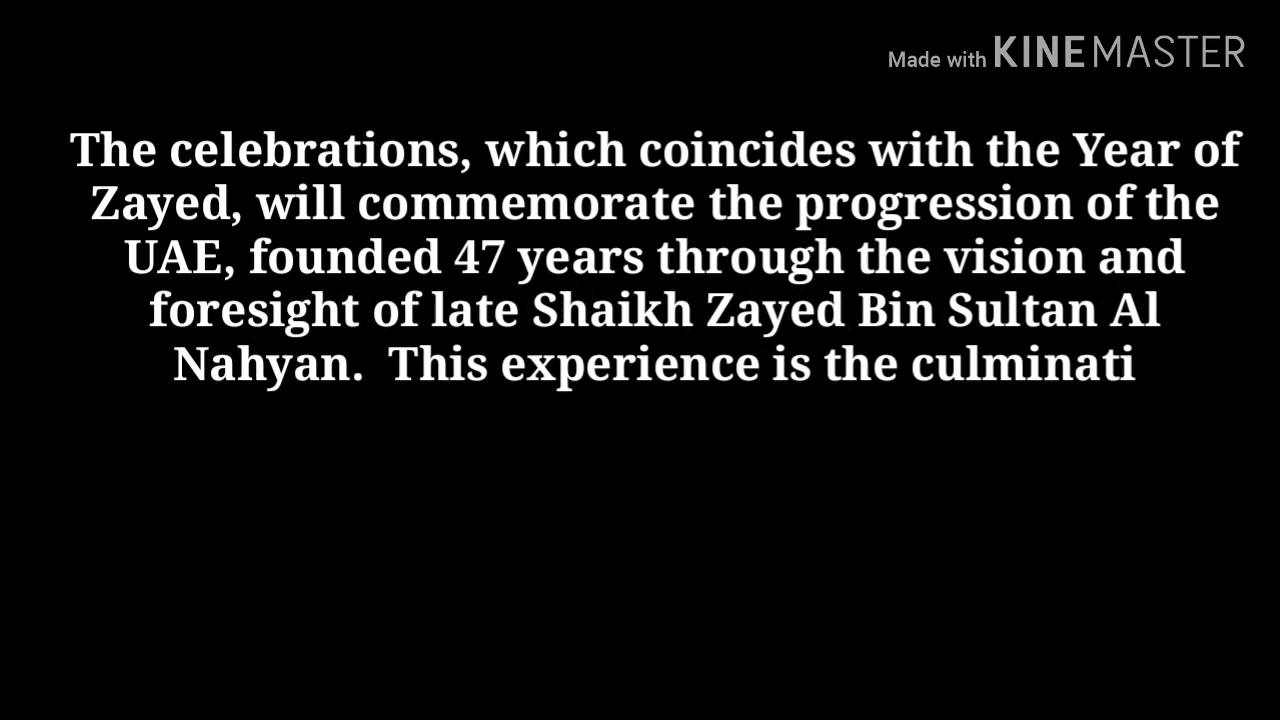 Made with KINEMASTER
The celebrations, which coincides with the Year of
Zayed, will commemorate the progression of the
UAE, founded 47 years through the vision and
foresight of late Shaikh Zayed Bin Sultan Al
Nahyan.  This experience is the culminati